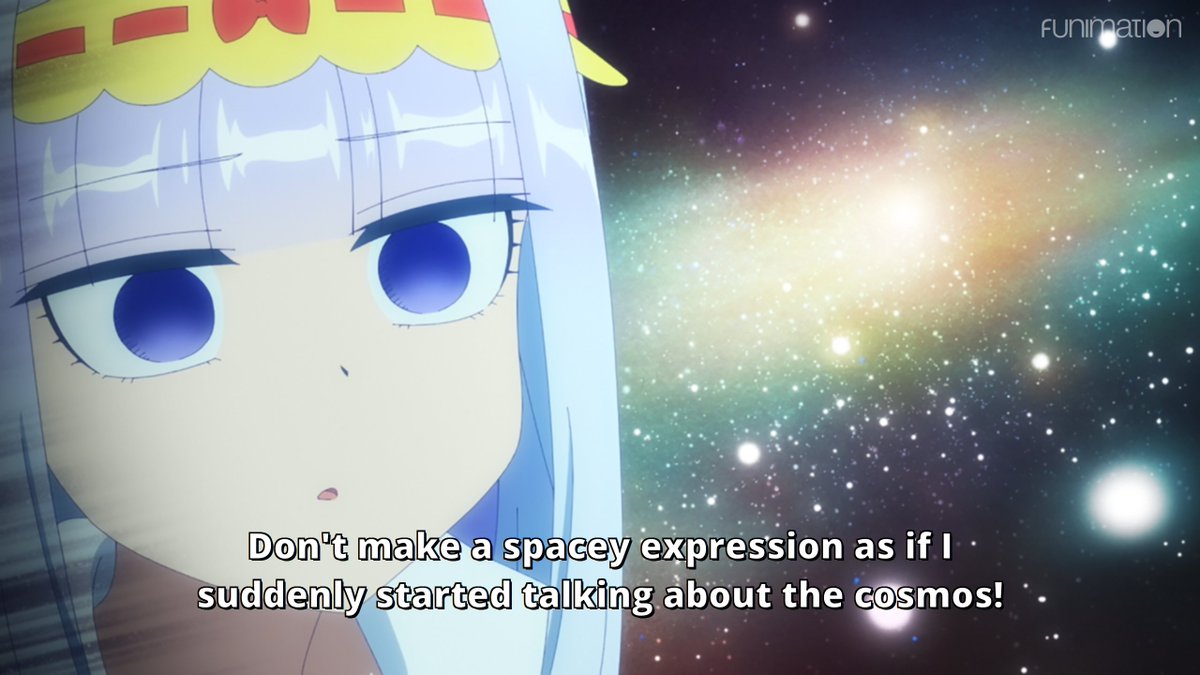 funimation
Don't make a spacey expression as if I
suddenly started talking about the cosmos!